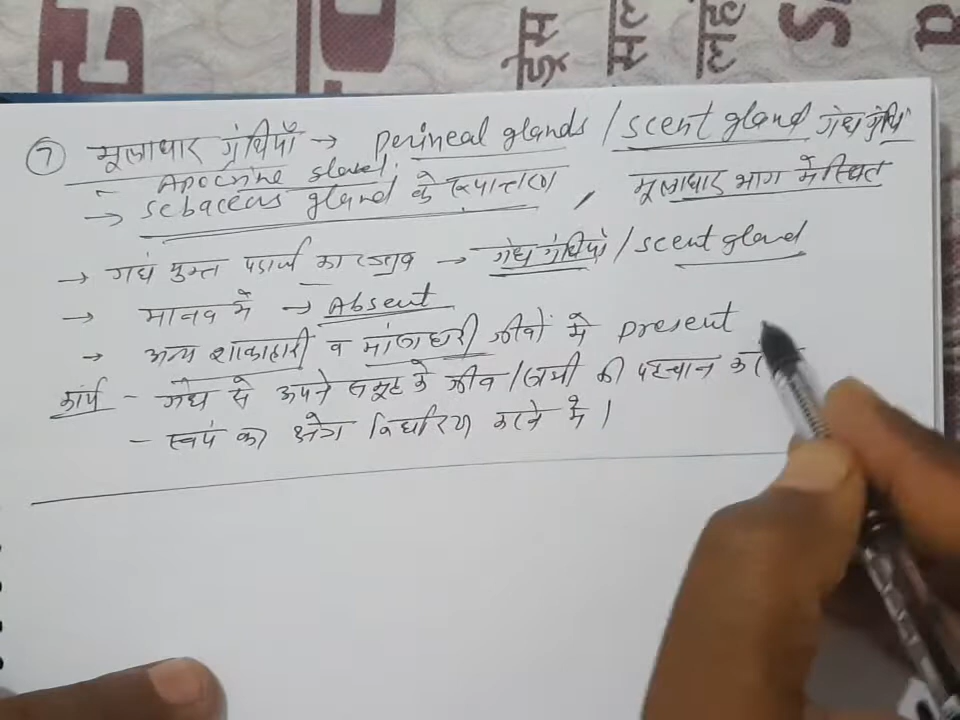 ड्रेस
⑦ मूलाधार ग्रंथियाँ → Perineal glands / scent gland गंध ग्रंथि
Apocrine gland,
→ Sebaceous gland के रूपान्तरण , मूलाधार भाग में स्थित
→ गंध युक्त पदार्थ का स्त्राव → गंध ग्रंथियां / scent gland
→ मानव में → Absent
→ अन्य शाकाहारी व मांसाहारी जीवों में present
कार्य - गंध से अपने समूह के जीव / की पहचान
- स्वयं का क्षेत्र निर्धारण करने में ।